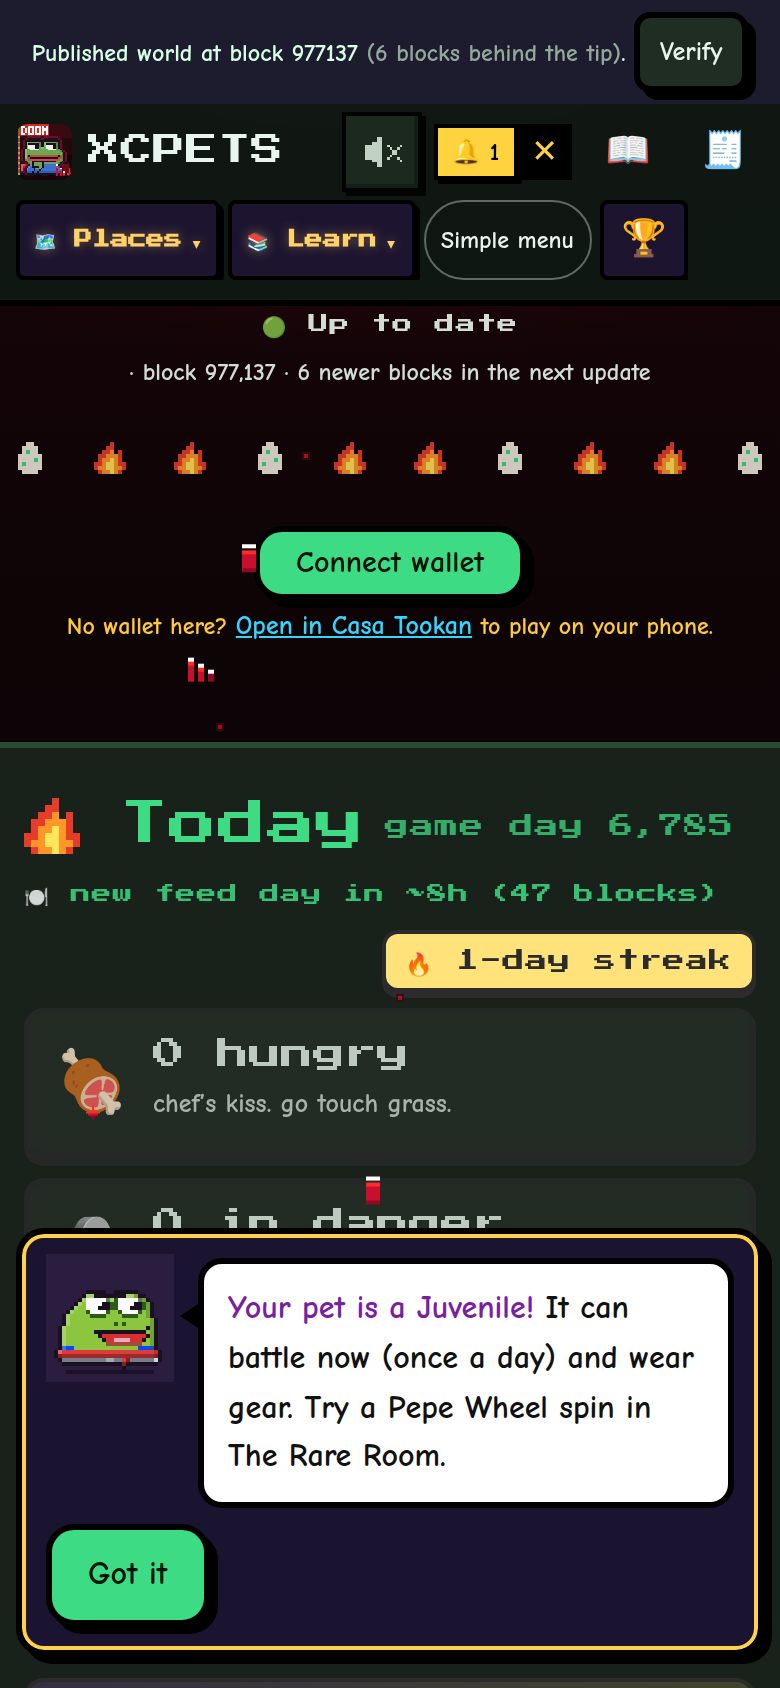 Published world at block 977137 (6 blocks behind the tip).
Verify
DOOM
XCPETS
1
Places
Learn
Simple menu
Up to date
· block 977,137 · 6 newer blocks in the next update
Connect wallet
No wallet here? Open in Casa Tookan to play on your phone.
Today game day 6,785
new feed day in ~8h (47 blocks)
1-day streak
0 hungry
chef's kiss. go touch grass.
0 in danger
Your pet is a Juvenile! It can
battle now (once a day) and wear
gear. Try a Pepe Wheel spin in
The Rare Room.
Got it